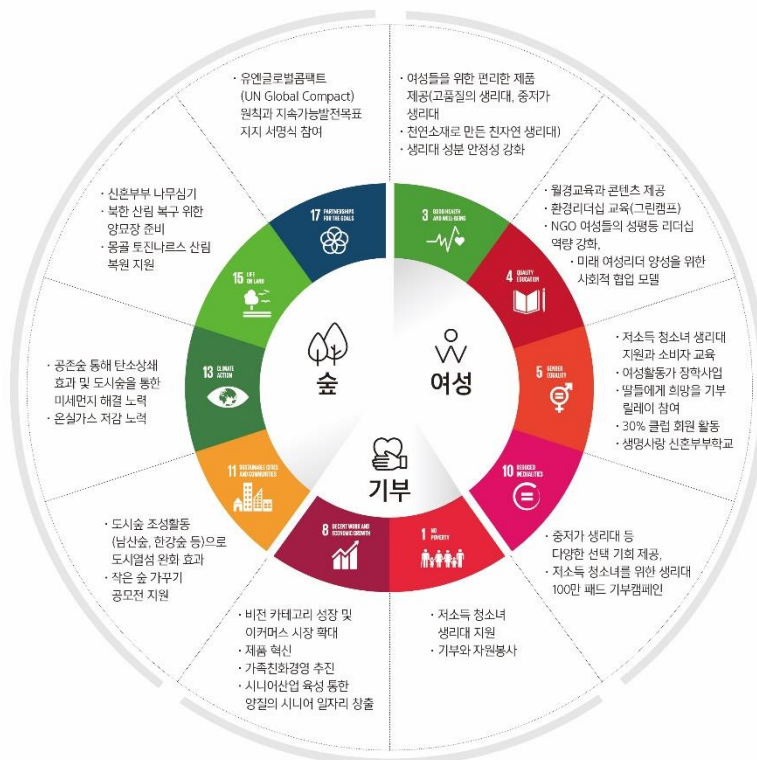 · 유엔글로벌콤팩트
(UN Global Compact)
원칙과 지속가능발전목표
지지 서명식 참여
· 여성들을 위한 편리한 제품
제공(고품질의 생리대, 중저가
생리대
· 천연소재로 만든 친자연 생리대)
· 생리대 성분 안정성 강화
· 신혼부부 나무심기
· 북한 산림 복구 위한
양묘장 준비
· 몽골 토진나르스 산림
복원 지원
17 PARTNERSHIPS
FOR THE GOALS
3 GOOD HEALTH
AND WELL-BEING
· 월경교육과 콘텐츠 제공
· 환경리더십 교육(그린캠프)
· NGO 여성들의 성평등 리더십
역량 강화,
· 미래 여성리더 양성을 위한
사회적 협업 모델
15 LIFE
ON LAND
4 QUALITY
EDUCATION
숲
여성
· 공존숲 통해 탄소상쇄
효과 및 도시숲을 통한
미세먼지 해결 노력
· 온실가스 저감 노력
13 CLIMATE
ACTION
5 GENDER
EQUALITY
· 저소득 청소녀 생리대
지원과 소비자 교육
· 여성활동가 장학사업
· 딸들에게 희망을 기부
릴레이 참여
· 30% 클럽 회원 활동
· 생명사랑 신혼부부학교
11 SUSTAINABLE CITIES
AND COMMUNITIES
10 REDUCED
INEQUALITIES
기부
8 DECENT WORK AND
ECONOMIC GROWTH
1 NO
POVERTY
· 도시숲 조성활동
(남산숲, 한강숲 등)으로
도시열섬 완화 효과
· 작은 숲 가꾸기
공모전 지원
· 중저가 생리대 등
다양한 선택 기회 제공,
· 저소득 청소녀를 위한 생리대
100만 패드 기부캠페인
· 비전 카테고리 성장 및
이커머스 시장 확대
· 제품 혁신
· 가족친화경영 추진
· 시니어산업 육성 통한
양질의 시니어 일자리 창출
· 저소득 청소녀
생리대 지원
· 기부와 자원봉사